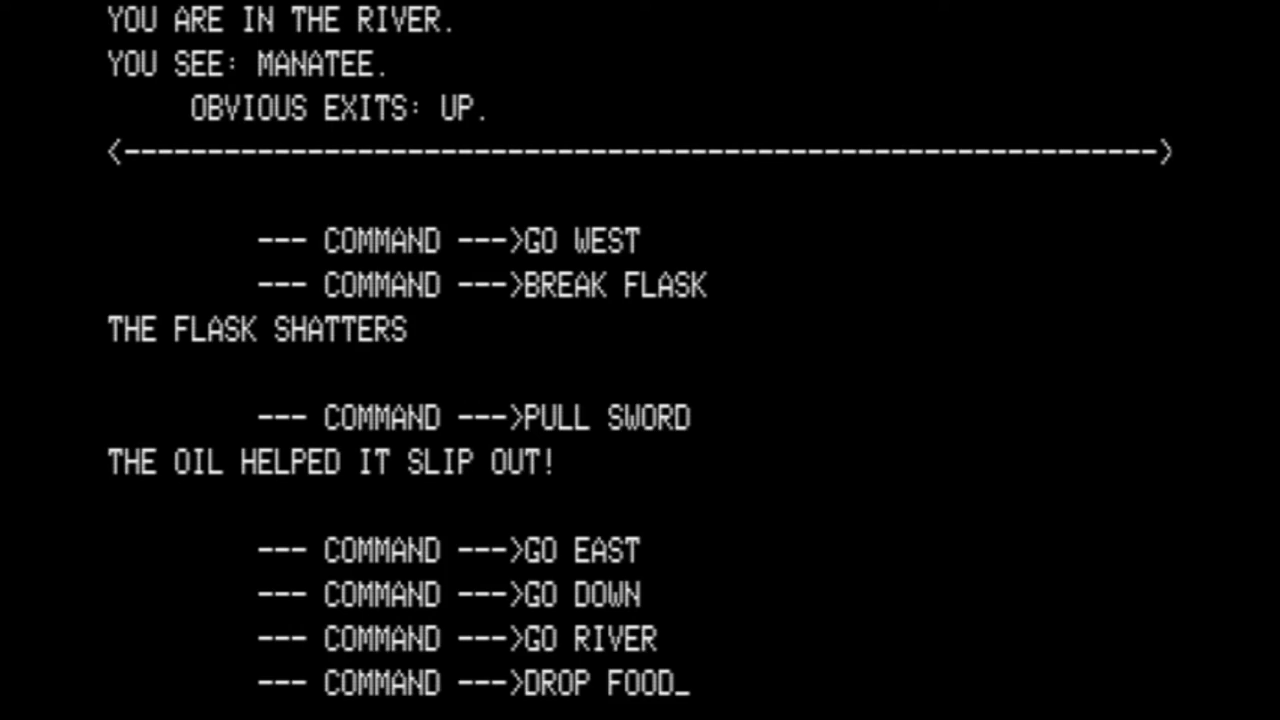 YOU ARE IN THE RIVER.
YOU SEE: MANATEE.
OBVIOUS EXITS: UP.
<--------------------------------------------------------------->
--- COMMAND --->GO WEST
--- COMMAND --->BREAK FLASK
THE FLASK SHATTERS
--- COMMAND --->PULL SWORD
THE OIL HELPED IT SLIP OUT!
--- COMMAND --->GO EAST
--- COMMAND --->GO DOWN
--- COMMAND --->GO RIVER
--- COMMAND --->DROP FOOD_